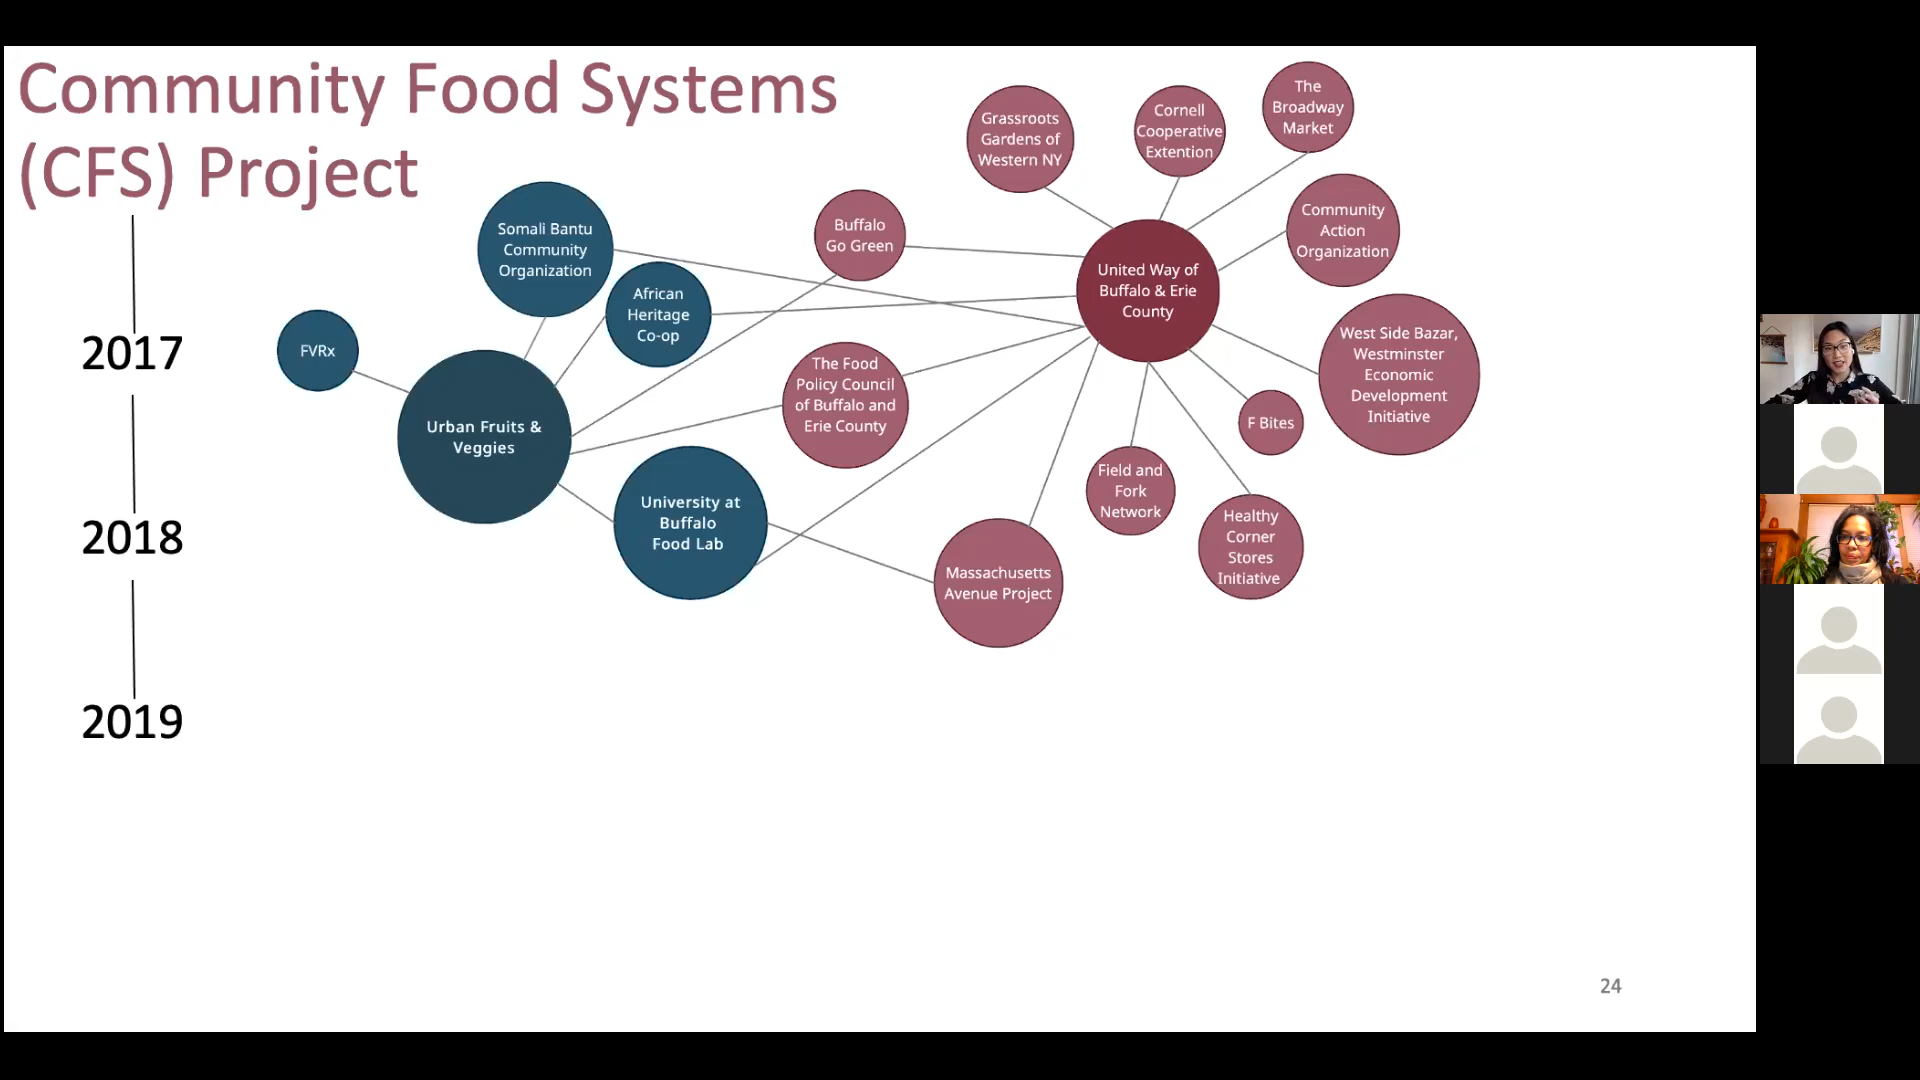 Community Food Systems
(CFS) Project
2017
2018
2019
FVRx
Somali Bantu
Community
Organization
African
Heritage
Co-op
Urban Fruits &
Veggies
University at
Buffalo
Food Lab
Buffalo
Go Green
The Food
Policy Council
of Buffalo and
Erie County
Massachusetts
Avenue Project
Grassroots
Gardens of
Western NY
Cornell
Cooperative
Extention
The
Broadway
Market
Community
Action
Organization
United Way of
Buffalo & Erie
County
West Side Bazar,
Westminster
Economic
Development
Initiative
F Bites
Field and
Fork
Network
Healthy
Corner
Stores
Initiative
24